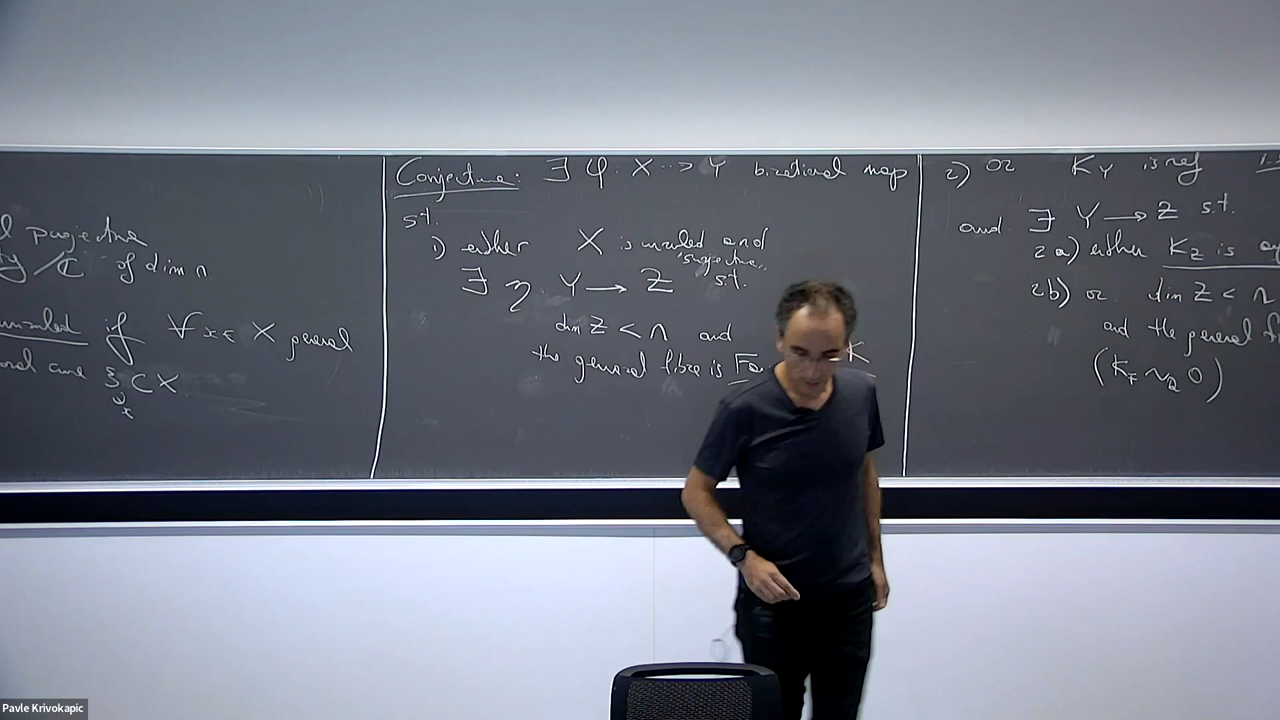 l projective
ty / ℂ of dim n.
unruled if ∀ x ∈ X general
onal curve ξ ⊂ X
x
Conjecture: ∃ φ: X ⇢ Y birational map
s.t.
1) either X is unruled and
surjective
∃ η: Y → Z s.t.
dim Z < n and
the general fibre is Fa
K
2) or K_Y is nef
and ∃ Y → Z s.t.
2a) either K_Z is
2b) or dim Z < n
and the general f
(K_F ~_ℚ 0)
Pavle Krivokapic